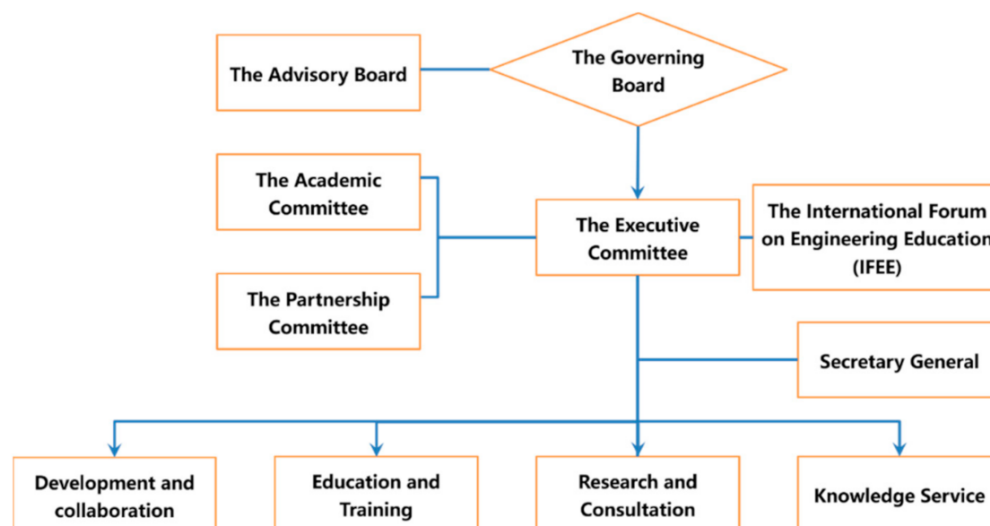 The Advisory Board
The Governing
Board
The Academic
Committee
The Executive
Committee
The International Forum
on Engineering Education
(IFEE)
The Partnership
Committee
Secretary General
Development and
collaboration
Education and
Training
Research and
Consultation
Knowledge Service